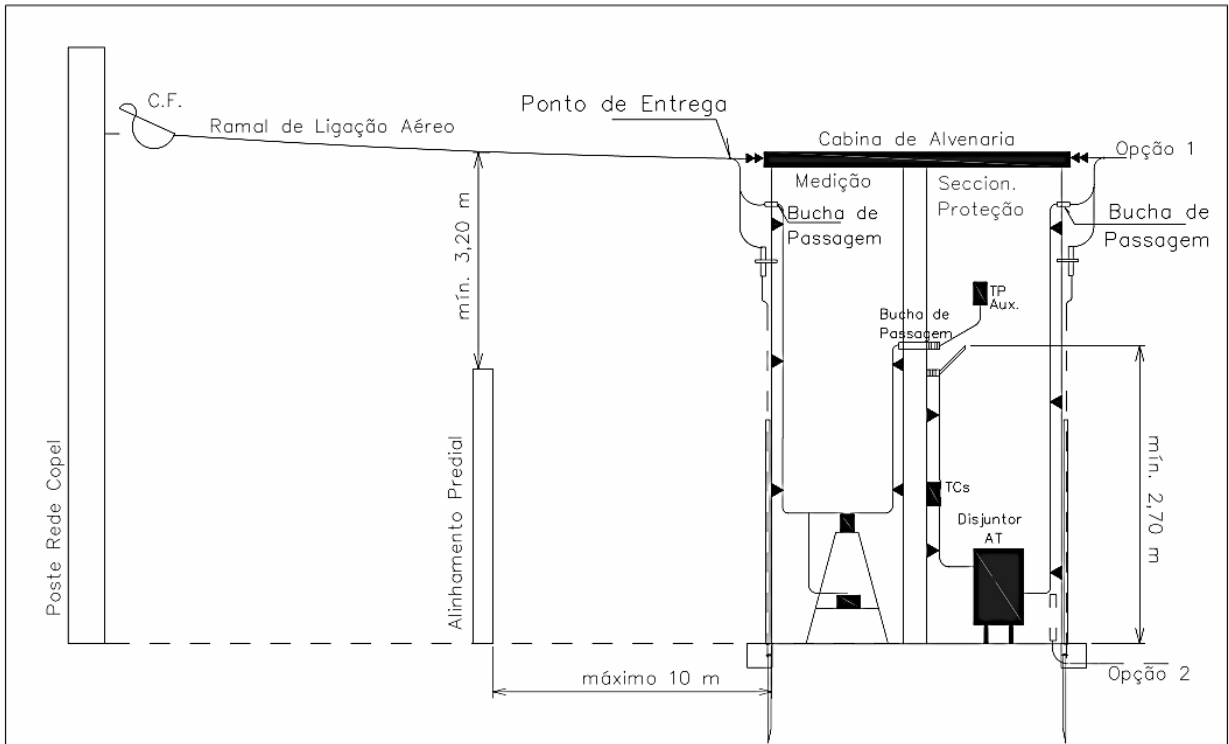 C.F.
Ramal de Ligação Aéreo
Ponto de Entrega
Cabina de Alvenaria
Opção 1
Medição
Seccion.
Proteção
Bucha de
Passagem
Bucha de
Passagem
mín. 3,20 m
TP
Aux.
Bucha de
Passagem
Poste Rede Copel
Alinhamento Predial
TCs
Disjuntor
AT
mín. 2,70 m
máximo 10 m
Opção 2